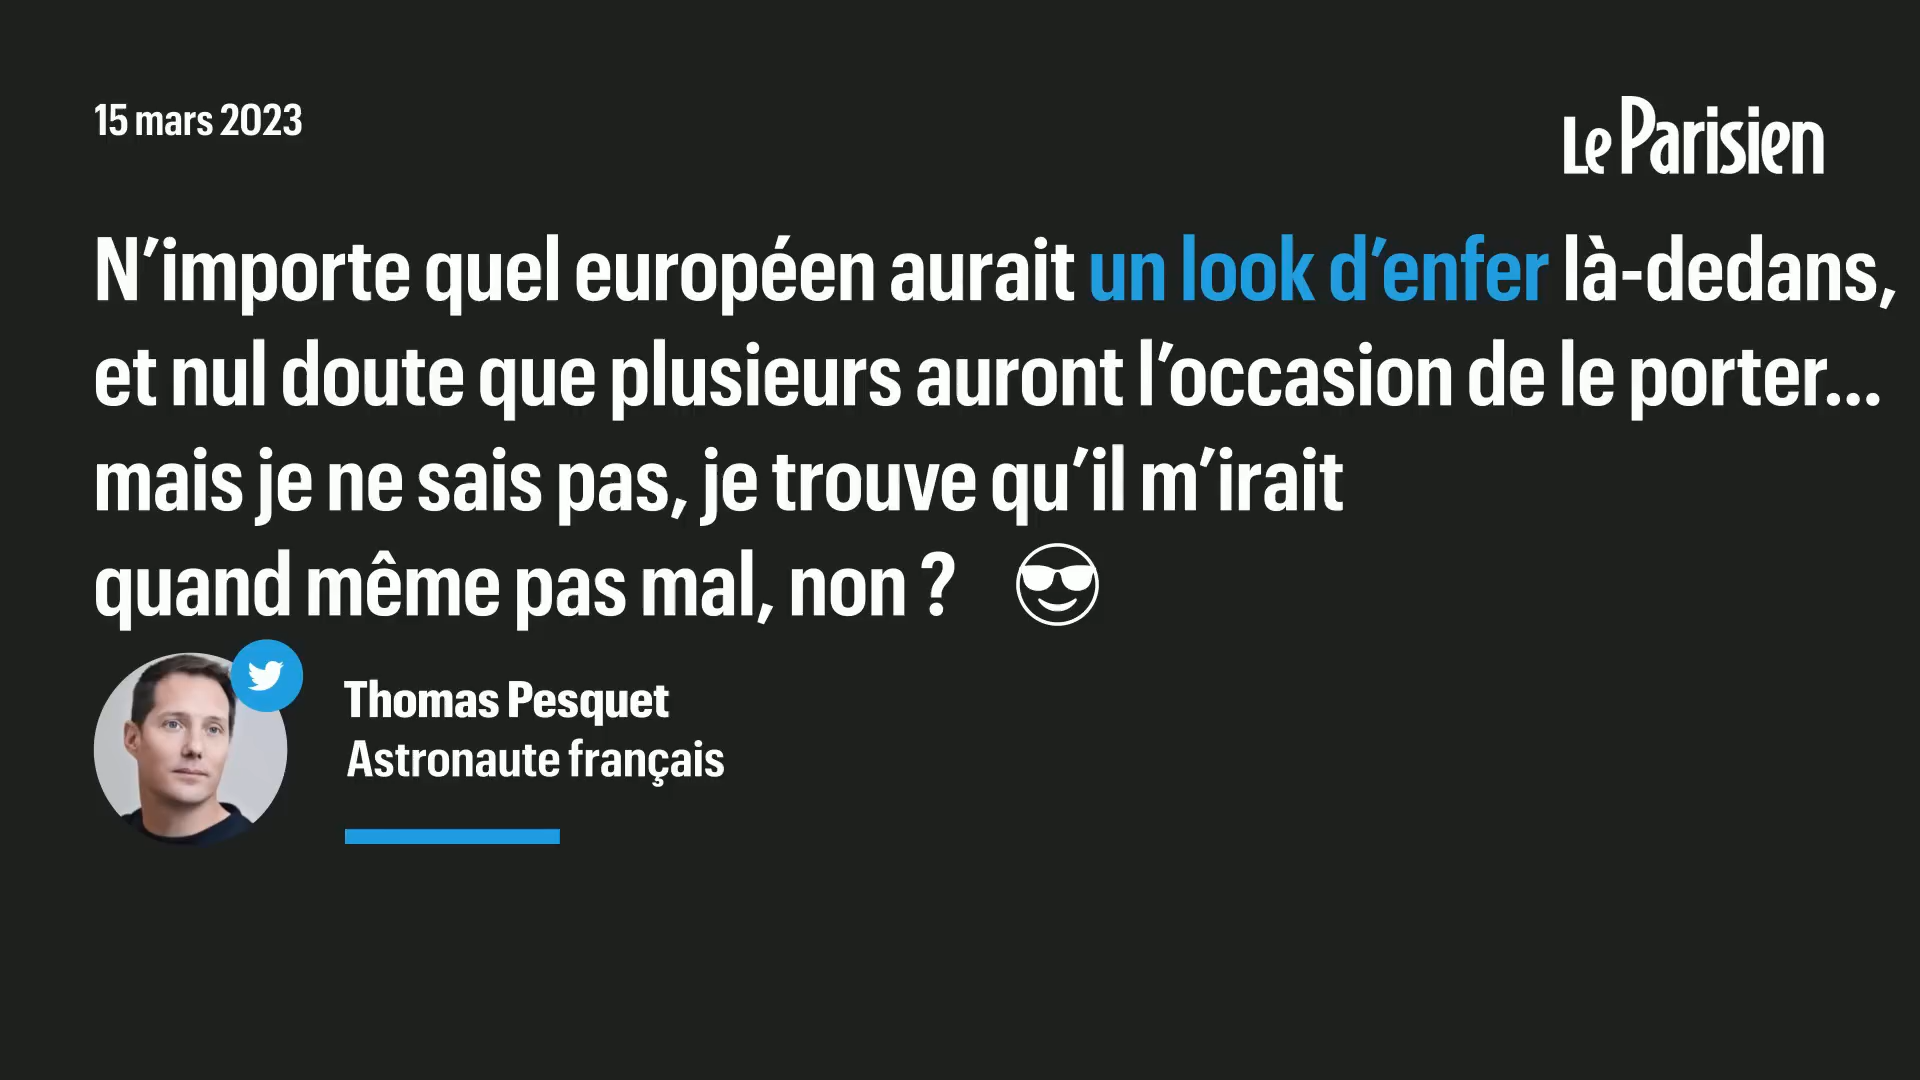 15 mars 2023
Le Parisien
N’importe quel européen aurait un look d’enfer là-dedans,
et nul doute que plusieurs auront l’occasion de le porter...
mais je ne sais pas, je trouve qu’il m’irait
quand même pas mal, non ? 😎
Thomas Pesquet
Astronaute français